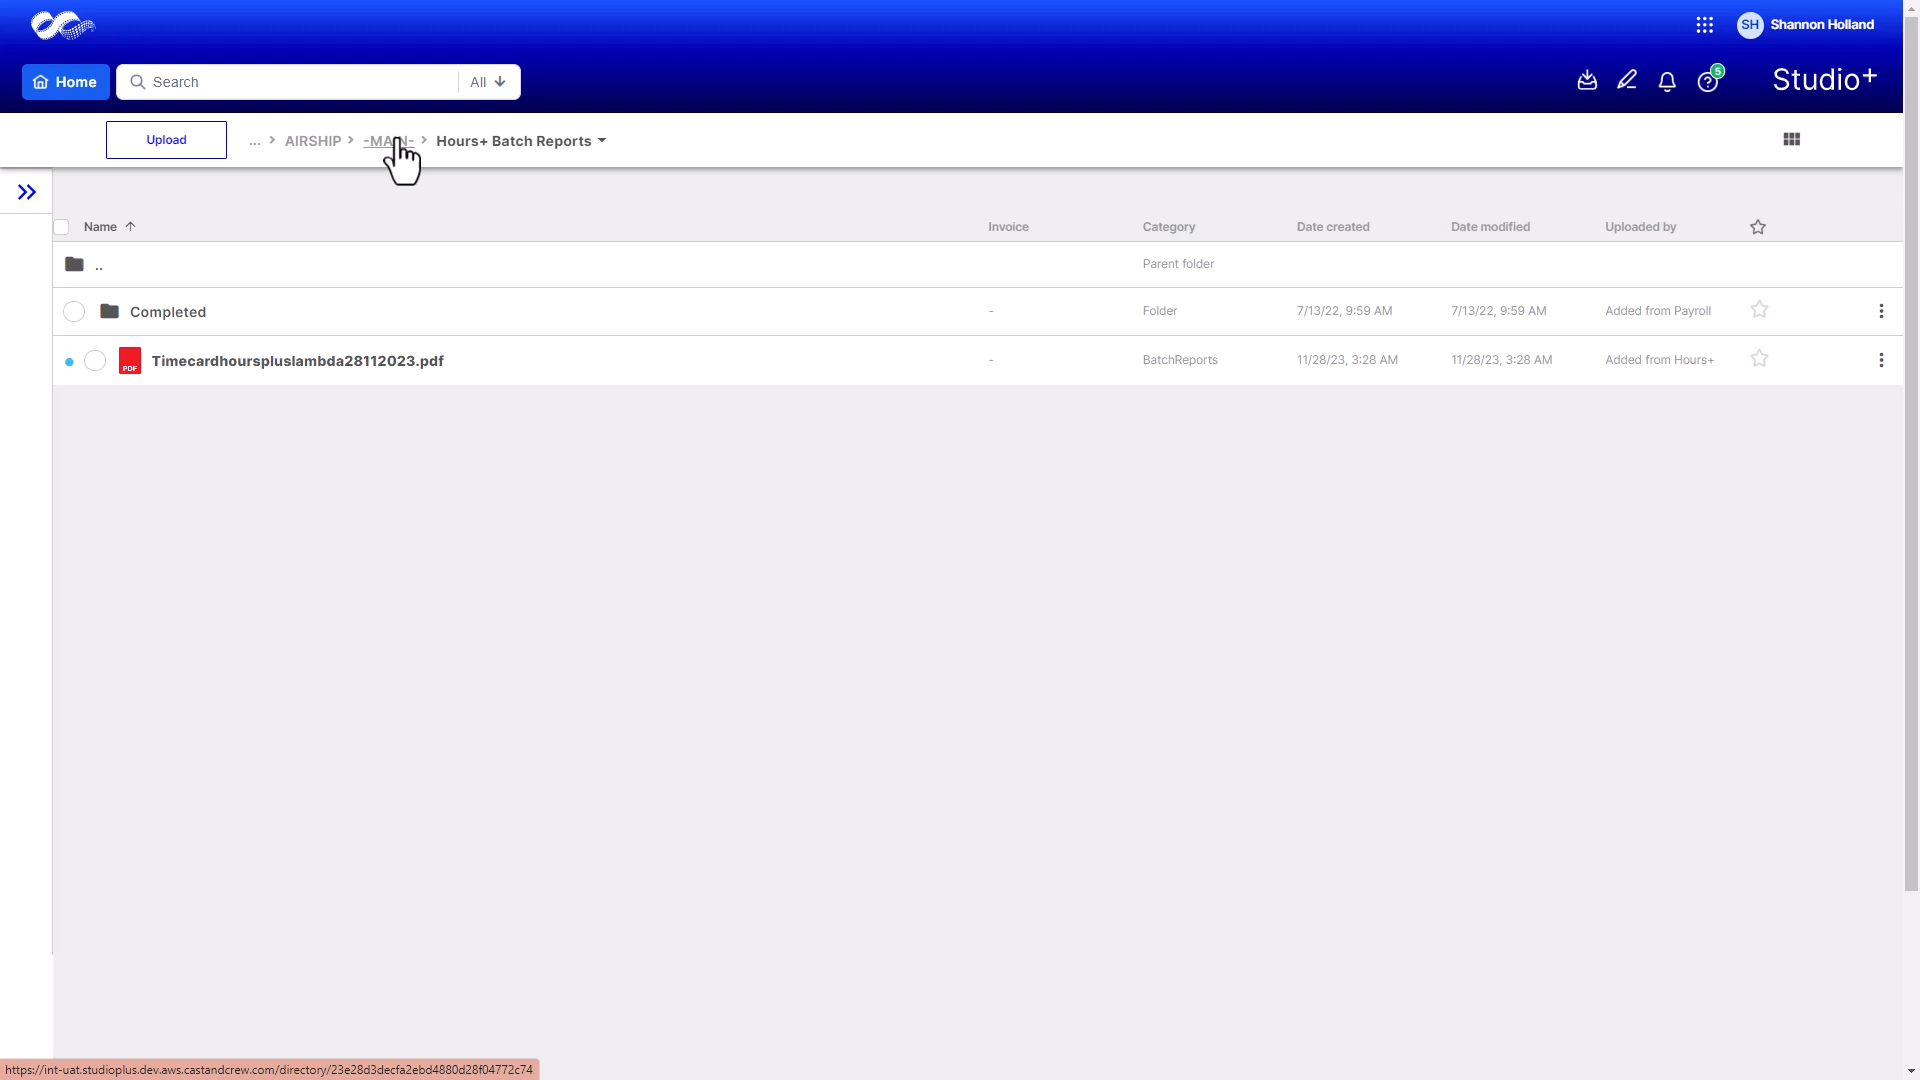 SH Shannon Holland
Home Search All 5 Studio+
Upload ... > AIRSHIP > -MAIN- > Hours+ Batch Reports
Name Invoice Category Date created Date modified Uploaded by
.. Parent folder
Completed - Folder 7/13/22, 9:59 AM 7/13/22, 9:59 AM Added from Payroll
PDF Timecardhourspluslambda28112023.pdf - BatchReports 11/28/23, 3:28 AM 11/28/23, 3:28 AM Added from Hours+
https://int-uat.studioplus.dev.aws.castandcrew.com/directory/23e28d3decfa2ebd4880d28f04772c74